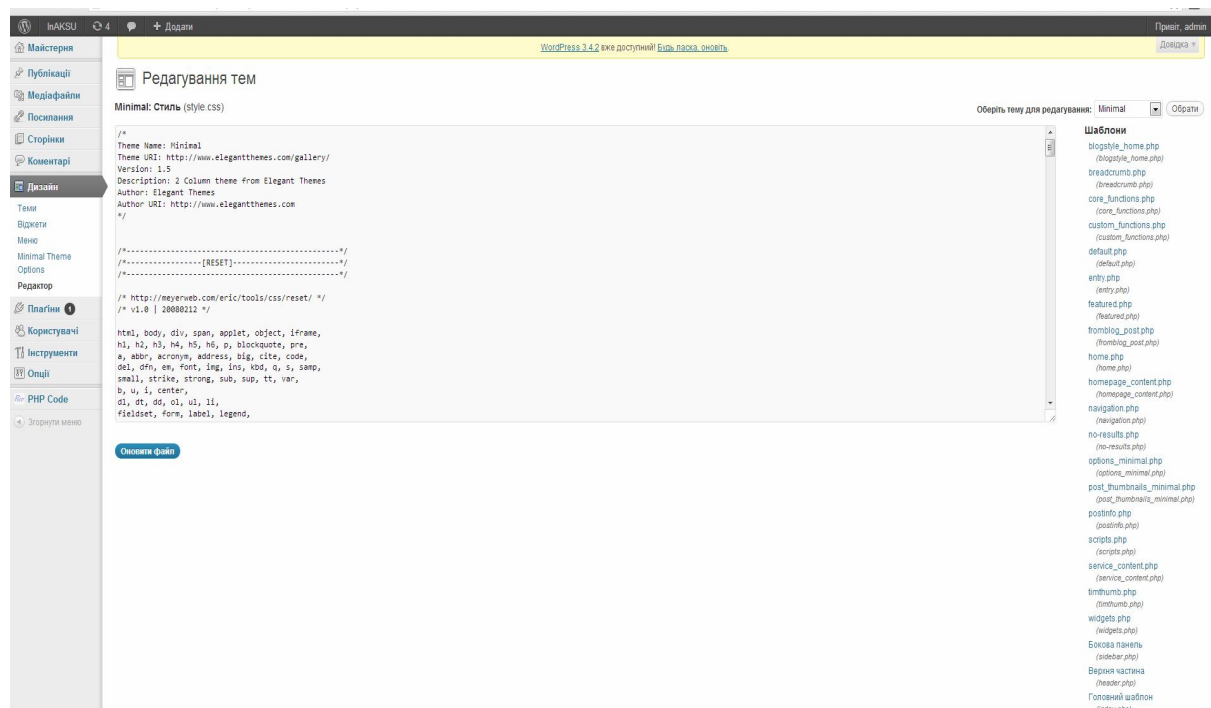 InAKSU 4 + Додати
Привіт, admin
Майстерня
Публікації
Медіафайли
Посилання
Сторінки
Коментарі
Дизайн
Теми
Віджети
Меню
Minimal Theme
Options
Редактор
Плаґіни 1
Користувачі
Інструменти
Опції
PHP Code
Згорнути меню
WordPress 3.4.2 вже доступний! Будь ласка, оновіть.
Довідка
Редагування тем
Minimal: Стиль (style.css)
Оберіть тему для редагування: Minimal Обрати
/*
Theme Name: Minimal
Theme URI: http://www.elegantthemes.com/gallery/
Version: 1.5
Description: 2 Column theme from Elegant Themes
Author: Elegant Themes
Author URI: http://www.elegantthemes.com
*/
/*------------------------------------------------*/
/*-----------------[RESET]------------------------*/
/*------------------------------------------------*/
/* http://meyerweb.com/eric/tools/css/reset/ */
/* v1.0 | 20080212 */
html, body, div, span, applet, object, iframe,
h1, h2, h3, h4, h5, h6, p, blockquote, pre,
a, abbr, acronym, address, big, cite, code,
del, dfn, em, font, img, ins, kbd, q, s, samp,
small, strike, strong, sub, sup, tt, var,
b, u, i, center,
dl, dt, dd, ol, ul, li,
fieldset, form, label, legend,
Оновити файл
Шаблони
blogstyle_home.php
(blogstyle_home.php)
breadcrumb.php
(breadcrumb.php)
core_functions.php
(core_functions.php)
custom_functions.php
(custom_functions.php)
default.php
(default.php)
entry.php
(entry.php)
featured.php
(featured.php)
fromblog_post.php
(fromblog_post.php)
home.php
(home.php)
homepage_content.php
(homepage_content.php)
navigation.php
(navigation.php)
no-results.php
(no-results.php)
options_minimal.php
(options_minimal.php)
post_thumbnails_minimal.php
(post_thumbnails_minimal.php)
postinfo.php
(postinfo.php)
scripts.php
(scripts.php)
service_content.php
(service_content.php)
timthumb.php
(timthumb.php)
widgets.php
(widgets.php)
Бокова панель
(sidebar.php)
Верхня частина
(header.php)
Головний шаблон